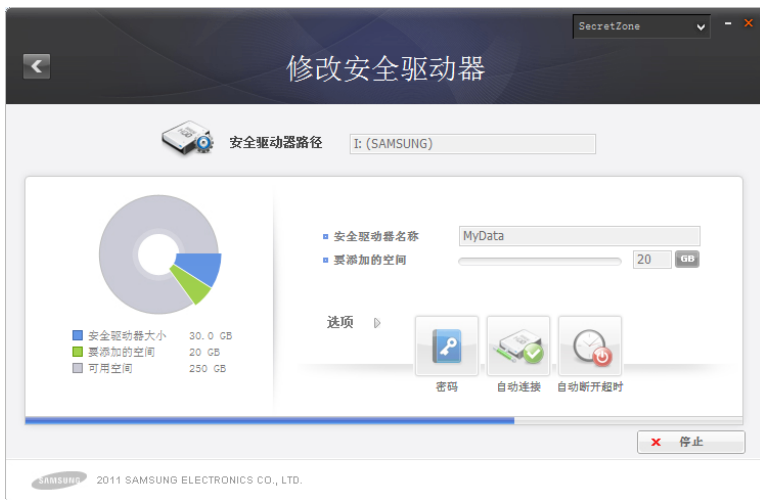 SecretZone
修改安全驱动器
安全驱动器路径 I: (SAMSUNG)
安全驱动器名称 MyData
要添加的空间 20 GB
安全驱动器大小 30.0 GB
要添加的空间 20 GB
可用空间 250 GB
选项
密码 自动连接 自动断开超时
停止
SAMSUNG 2011 SAMSUNG ELECTRONICS CO., LTD.